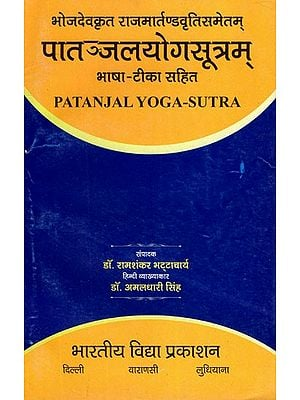 भोजदेवकृत राजमार्तण्डवृतिसमेतम्
पातञ्जलयोगसूत्रम्
भाषा-टीका सहित
PATANJAL YOGA-SUTRA
संपादक
डॉ. रामशंकर भट्टाचार्य
हिन्दी व्याख्याकार
डॉ. अमलधारी सिंह
भारतीय विद्या प्रकाशन
दिल्ली वाराणसी लुधियाना